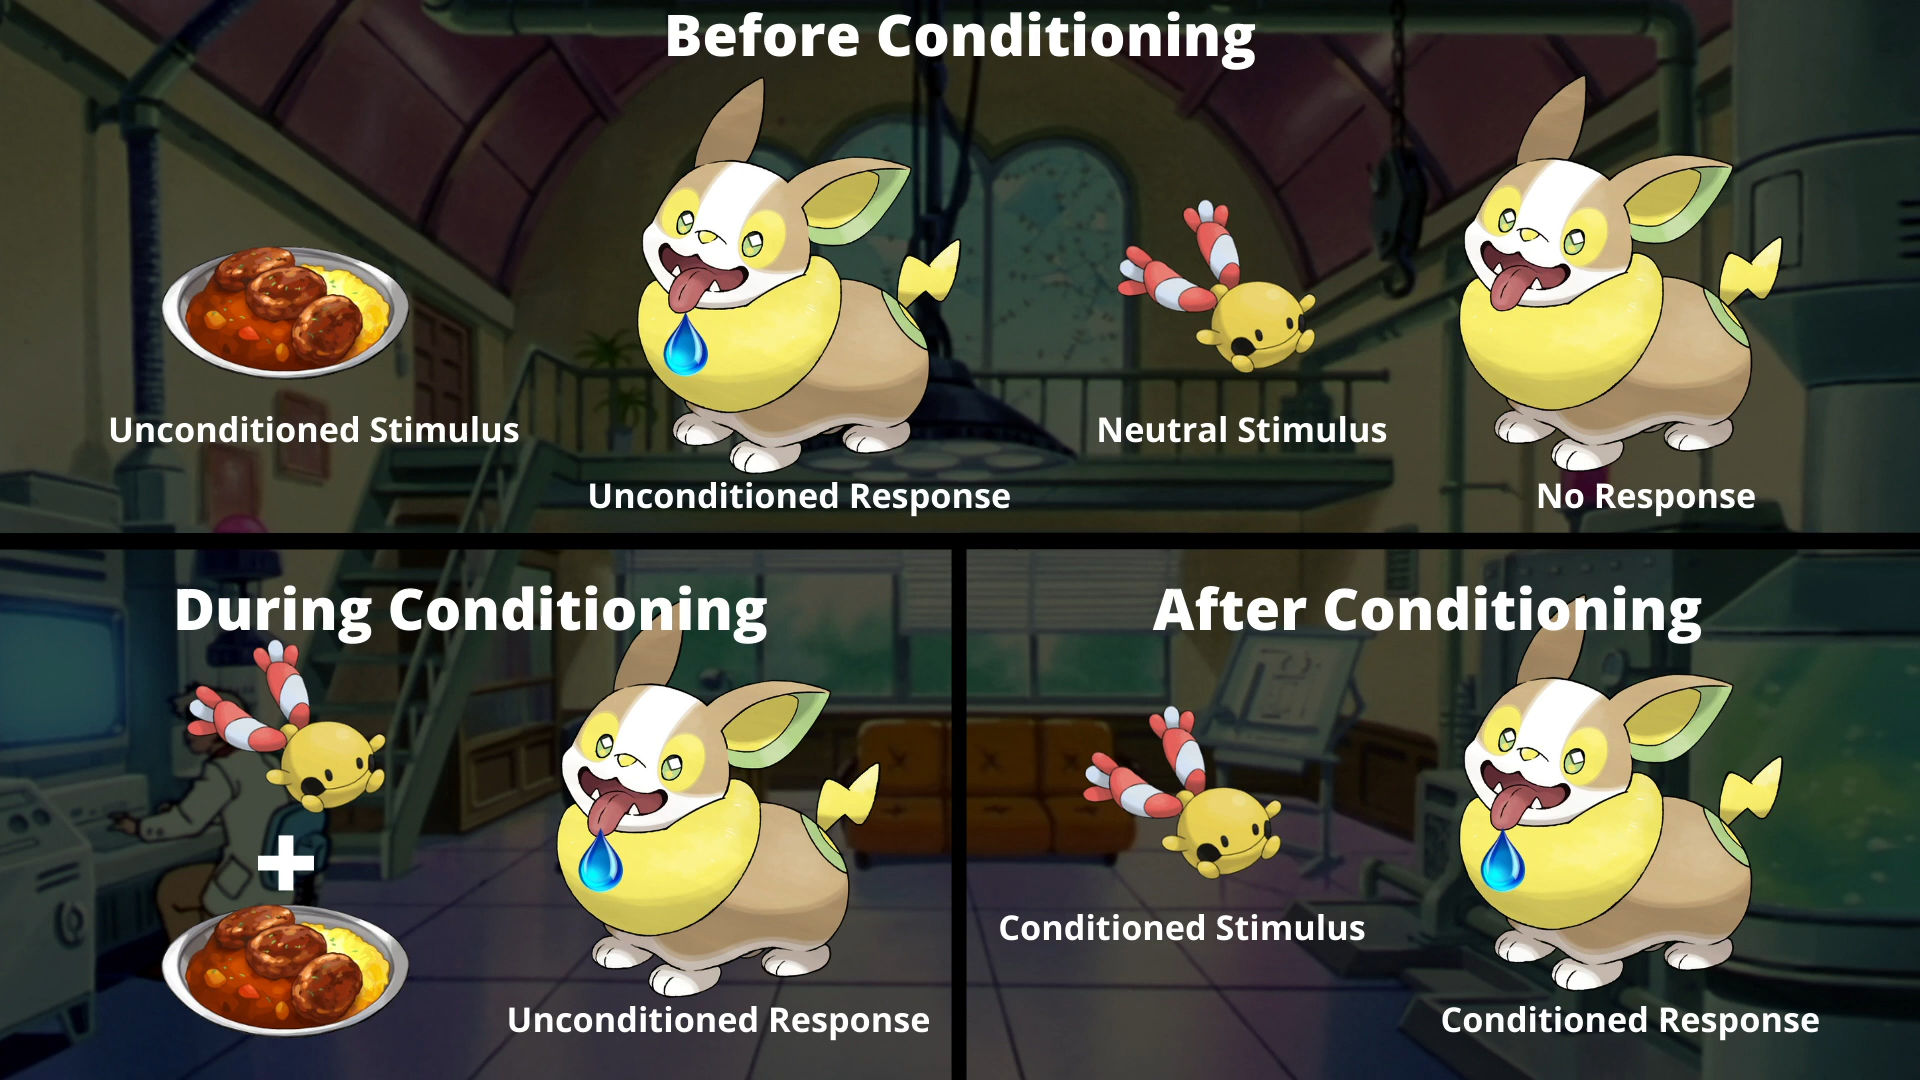 Before Conditioning
Unconditioned Stimulus
Unconditioned Response
Neutral Stimulus
No Response
During Conditioning
+
Unconditioned Response
After Conditioning
Conditioned Stimulus
Conditioned Response